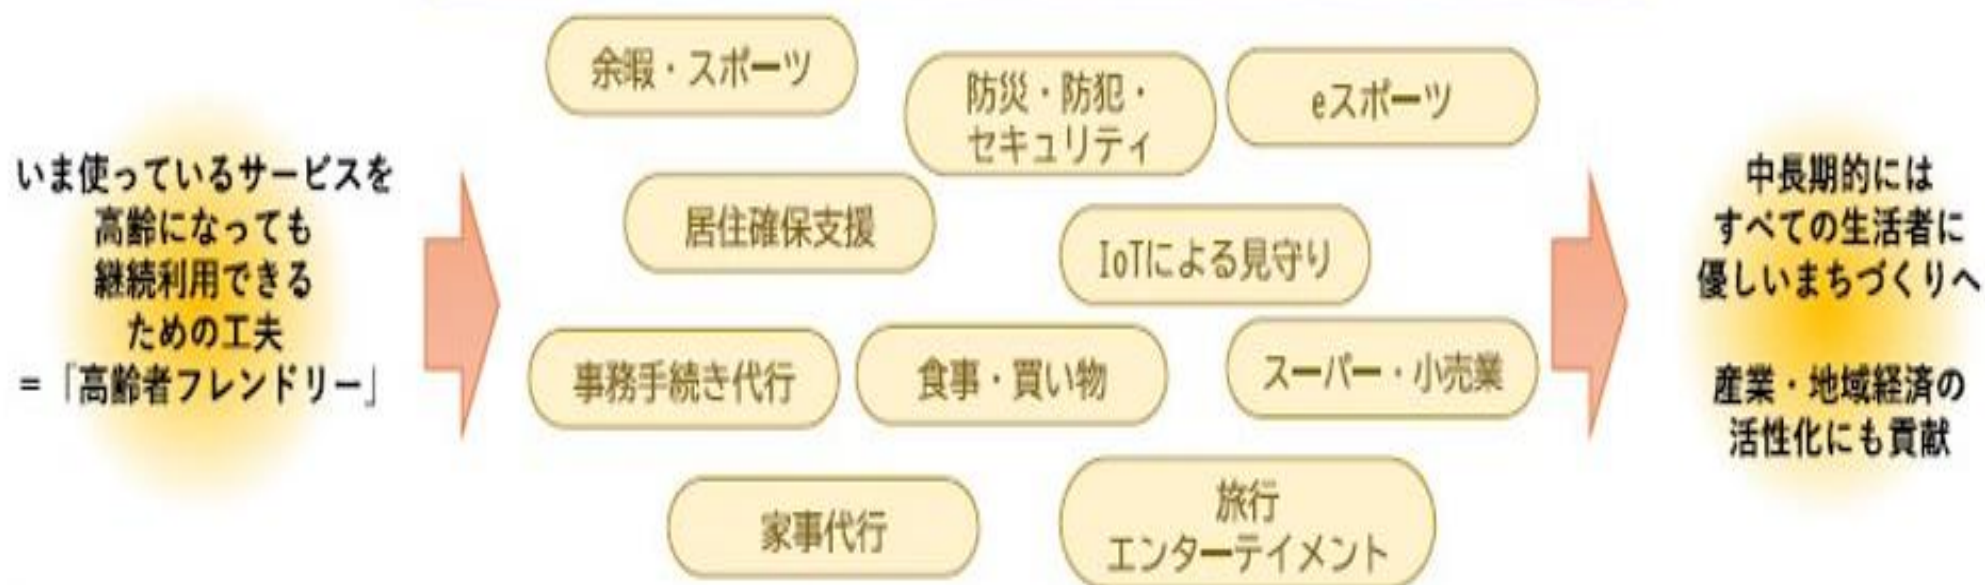 いま使っているサービスを
高齢になっても
継続利用できる
ための工夫
=「高齢者フレンドリー」
余暇・スポーツ
防災・防犯・
セキュリティ
eスポーツ
居住確保支援
IoTによる見守り
事務手続き代行
食事・買い物
スーパー・小売業
家事代行
旅行
エンターテイメント
中長期的には
すべての生活者に
優しいまちづくりへ
産業・地域経済の
活性化にも貢献